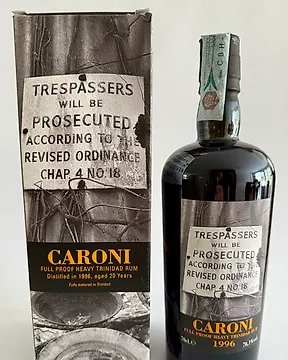 TRESPASSERS
WILL BE
PROSECUTED
ACCORDING TO THE
REVISED ORDINANCE
CHAP. 4 NO. 18.
CARONI
FULL PROOF HEAVY TRINIDAD RUM
Distilled in 1996, aged 20 Years
Fully matured in Trinidad
TRESPASSERS
WILL BE
PROSECUTED
ACCORDING TO THE
REVISED ORDINANCE
CHAP. 4 NO. 18.
CARONI
FULL PROOF HEAVY TRINIDAD RUM
1996